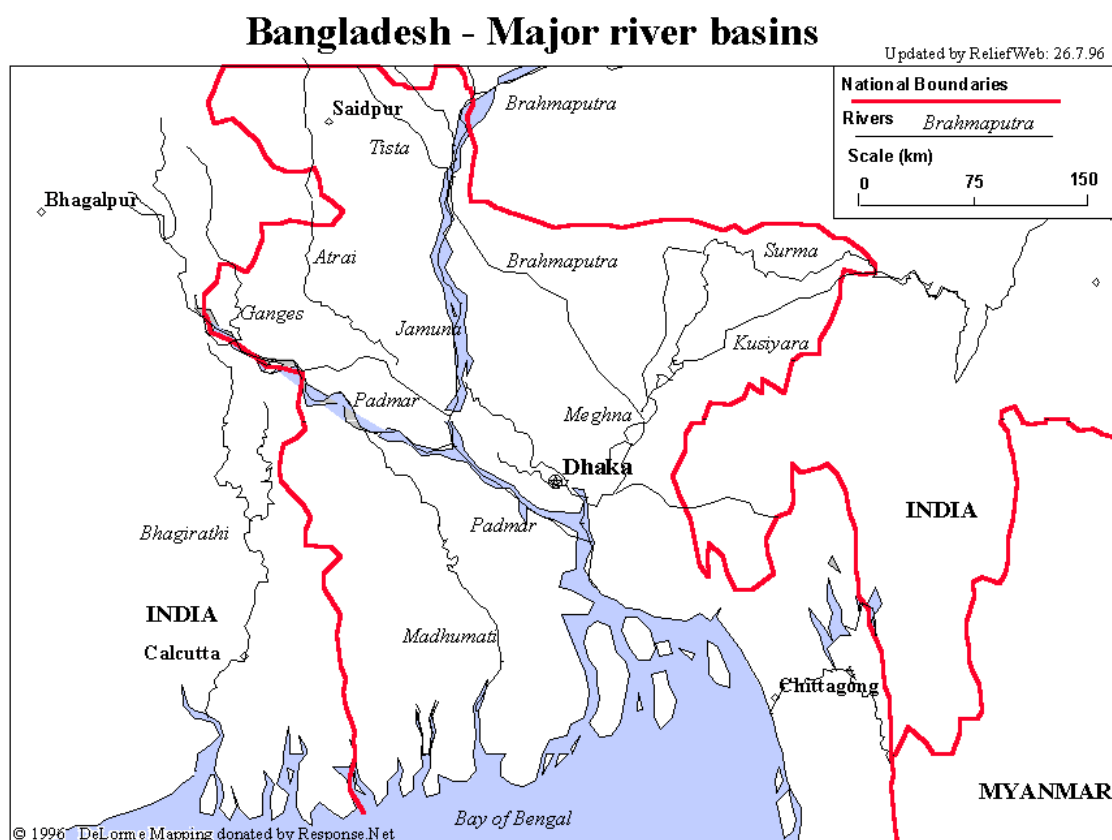 Bangladesh - Major river basins
Updated by ReliefWeb: 26.7.96
National Boundaries
Rivers Brahmaputra
Scale (km)
0 75 150
Saidpur
Brahmaputra
Tista
Bhagalpur
Atrai
Brahmaputra
Surma
Ganges
Jamuna
Kusiyara
Padmar
Meghna
Dhaka
Padmar
INDIA
Bhagirathi
INDIA
Madhumati
Calcutta
Chittagong
MYANMAR
Bay of Bengal
© 1996 DeLorme Mapping donated by Response.Net